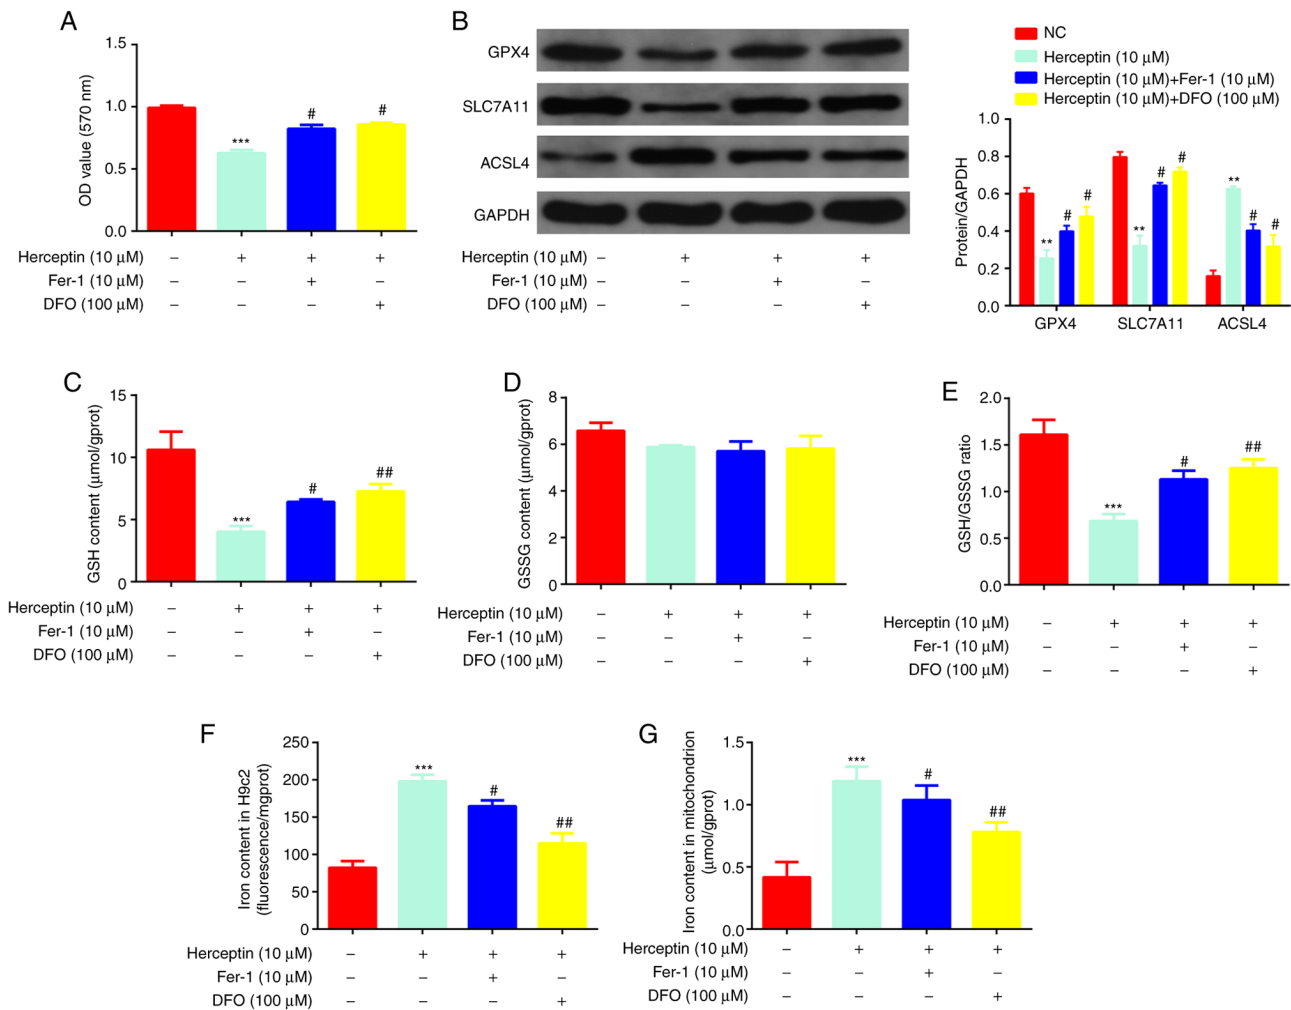 A
OD value (570 nm)
1.5
1.0
0.5
0.0
***
#
#
Herceptin (10 μM) – + + +
Fer-1 (10 μM) – – + –
DFO (100 μM) – – – +
B
GPX4
SLC7A11
ACSL4
GAPDH
Herceptin (10 μM) – + + +
Fer-1 (10 μM) – – + –
DFO (100 μM) – – – +
NC
Herceptin (10 μM)
Herceptin (10 μM)+Fer-1 (10 μM)
Herceptin (10 μM)+DFO (100 μM)
Protein/GAPDH
1.0
0.8
0.6
0.4
0.2
0.0
** # #
** # #
** # #
GPX4 SLC7A11 ACSL4
C
GSH content (μmol/gprot)
15
10
5
0
***
#
##
Herceptin (10 μM) – + + +
Fer-1 (10 μM) – – + –
DFO (100 μM) – – – +
D
GSSG content (μmol/gprot)
8
6
4
2
0
Herceptin (10 μM) – + + +
Fer-1 (10 μM) – – + –
DFO (100 μM) – – – +
E
GSH/GSSG ratio
2.0
1.5
1.0
0.5
0.0
***
#
##
Herceptin (10 μM) – + + +
Fer-1 (10 μM) – – + –
DFO (100 μM) – – – +
F
Iron content in H9c2
(fluorescence/mgprot)
250
200
150
100
50
0
***
#
##
Herceptin (10 μM) – + + +
Fer-1 (10 μM) – – + –
DFO (100 μM) – – – +
G
Iron content in mitochondrion
(μmol/gprot)
1.5
1.0
0.5
0.0
***
#
##
Herceptin (10 μM) – + + +
Fer-1 (10 μM) – – + –
DFO (100 μM) – – – +